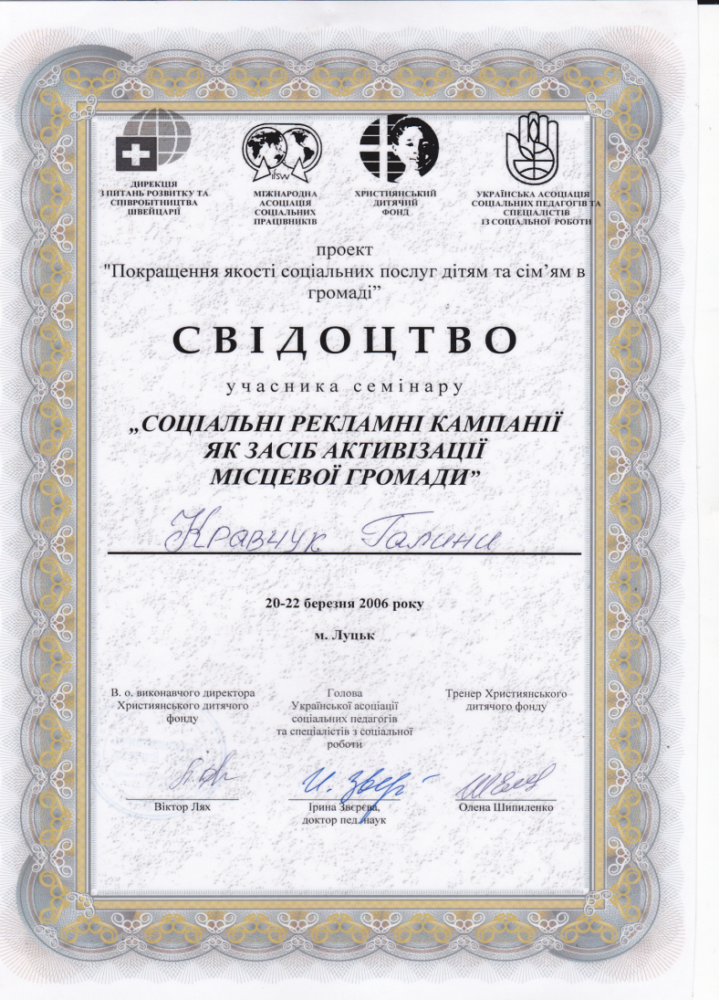 ДИРЕКЦІЯ
З ПИТАНЬ РОЗВИТКУ ТА
СПІВРОБІТНИЦТВА
ШВЕЙЦАРІЇ
ifsw
МІЖНАРОДНА
АСОЦІАЦІЯ
СОЦІАЛЬНИХ
ПРАЦІВНИКІВ
ХРИСТИЯНСЬКИЙ
ДИТЯЧИЙ
ФОНД
УКРАЇНСЬКА АСОЦІАЦІЯ
СОЦІАЛЬНИХ ПЕДАГОГІВ ТА
СПЕЦІАЛІСТІВ
ІЗ СОЦІАЛЬНОЇ РОБОТИ
проект
"Покращення якості соціальних послуг дітям та сім’ям в
громаді”
СВІДОЦТВО
учасника семінару
„СОЦІАЛЬНІ РЕКЛАМНІ КАМПАНІЇ
ЯК ЗАСІБ АКТИВІЗАЦІЇ
МІСЦЕВОЇ ГРОМАДИ”
Кравчук Галини
20-22 березня 2006 року
м. Луцьк
В. о. виконавчого директора
Християнського дитячого
фонду
Віктор Лях
Голова
Української асоціації
соціальних педагогів
та спеціалістів з соціальної
роботи
И. Звер
Ірина Звєрєва,
доктор пед. наук
Тренер Християнського
дитячого фонду
Олена Шипиленко